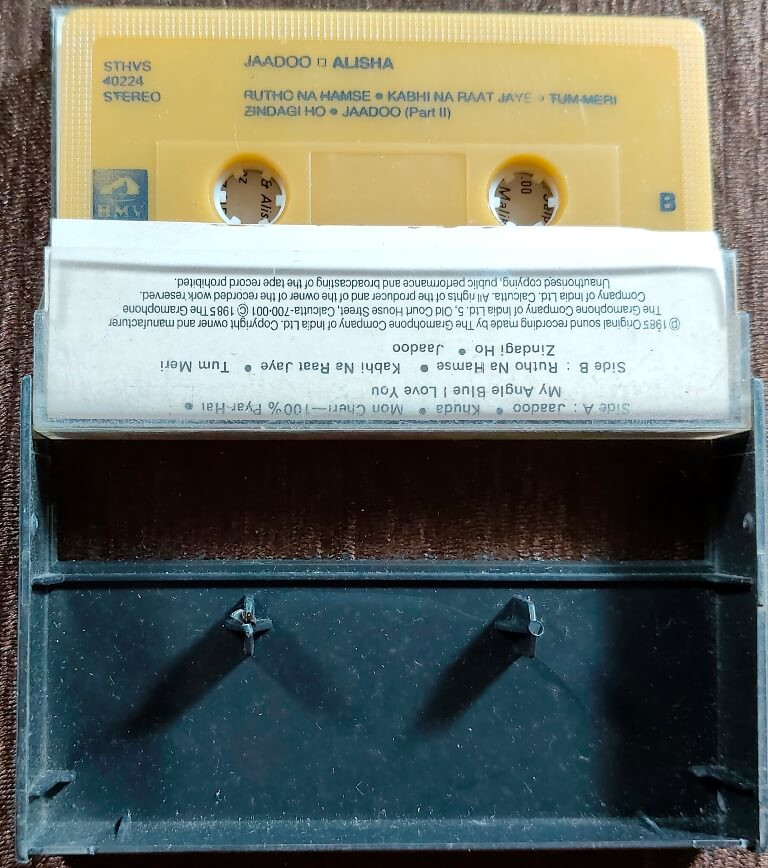 STHVS
40224
STEREO
JAADOO □ ALISHA
RUTHO NA HAMSE ● KABHI NA RAAT JAYE ● TUM MERI
ZINDAGI HO ● JAADOO (Part II)
HMV
B
Side A : Jaadoo ● Khuda ● Mon Cheri—100% Pyar Hai ●
My Angle Blue I Love You
Side B : Rutho Na Hamse ● Kabhi Na Raat Jaye ● Tum Meri
Zindagi Ho ● Jaadoo
℗ 1985 Original sound recording made by The Gramophone Company of India Ltd. Copyright owner and manufacturer
The Gramophone Company of India Ltd, 5, Old Court House Street, Calcutta-700-001 © 1985 The Gramophone
Company of India Ltd. Calcutta. All rights of the producer and of the owner of the recorded work reserved.
Unauthorised copying, public performance and broadcasting of the tape record prohibited.